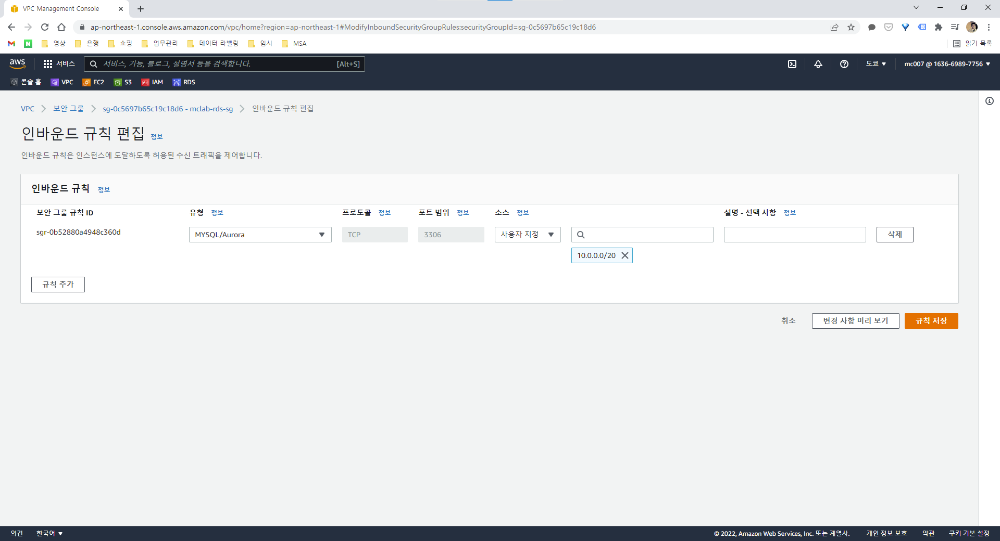 VPC Management Console
ap-northeast-1.console.aws.amazon.com/vpc/home?region=ap-northeast-1#ModifyInboundSecurityGroupRules:securityGroupId=sg-0c5697b65c19c18d6
영상 은행 쇼핑 업무관리 데이터 라벨링 임시 MSA 읽기 목록
aws 서비스 서비스, 기능, 블로그, 설명서 등을 검색합니다. [Alt+S] 도쿄 mc007 @ 1636-6989-7756
콘솔 홈 VPC EC2 S3 IAM RDS
VPC 보안 그룹 sg-0c5697b65c19c18d6 - mclab-rds-sg 인바운드 규칙 편집
인바운드 규칙 편집 정보
인바운드 규칙은 인스턴스에 도달하도록 허용된 수신 트래픽을 제어합니다.
인바운드 규칙 정보
보안 그룹 규칙 ID 유형 정보 프로토콜 정보 포트 범위 정보 소스 정보 설명 - 선택 사항 정보
sgr-0b52880a4948c360d MYSQL/Aurora TCP 3306 사용자 지정 삭제
10.0.0.0/20
규칙 추가
취소 변경 사항 미리 보기 규칙 저장
의견 한국어 © 2022, Amazon Web Services, Inc. 또는 계열사. 개인 정보 보호 약관 쿠키 기본 설정